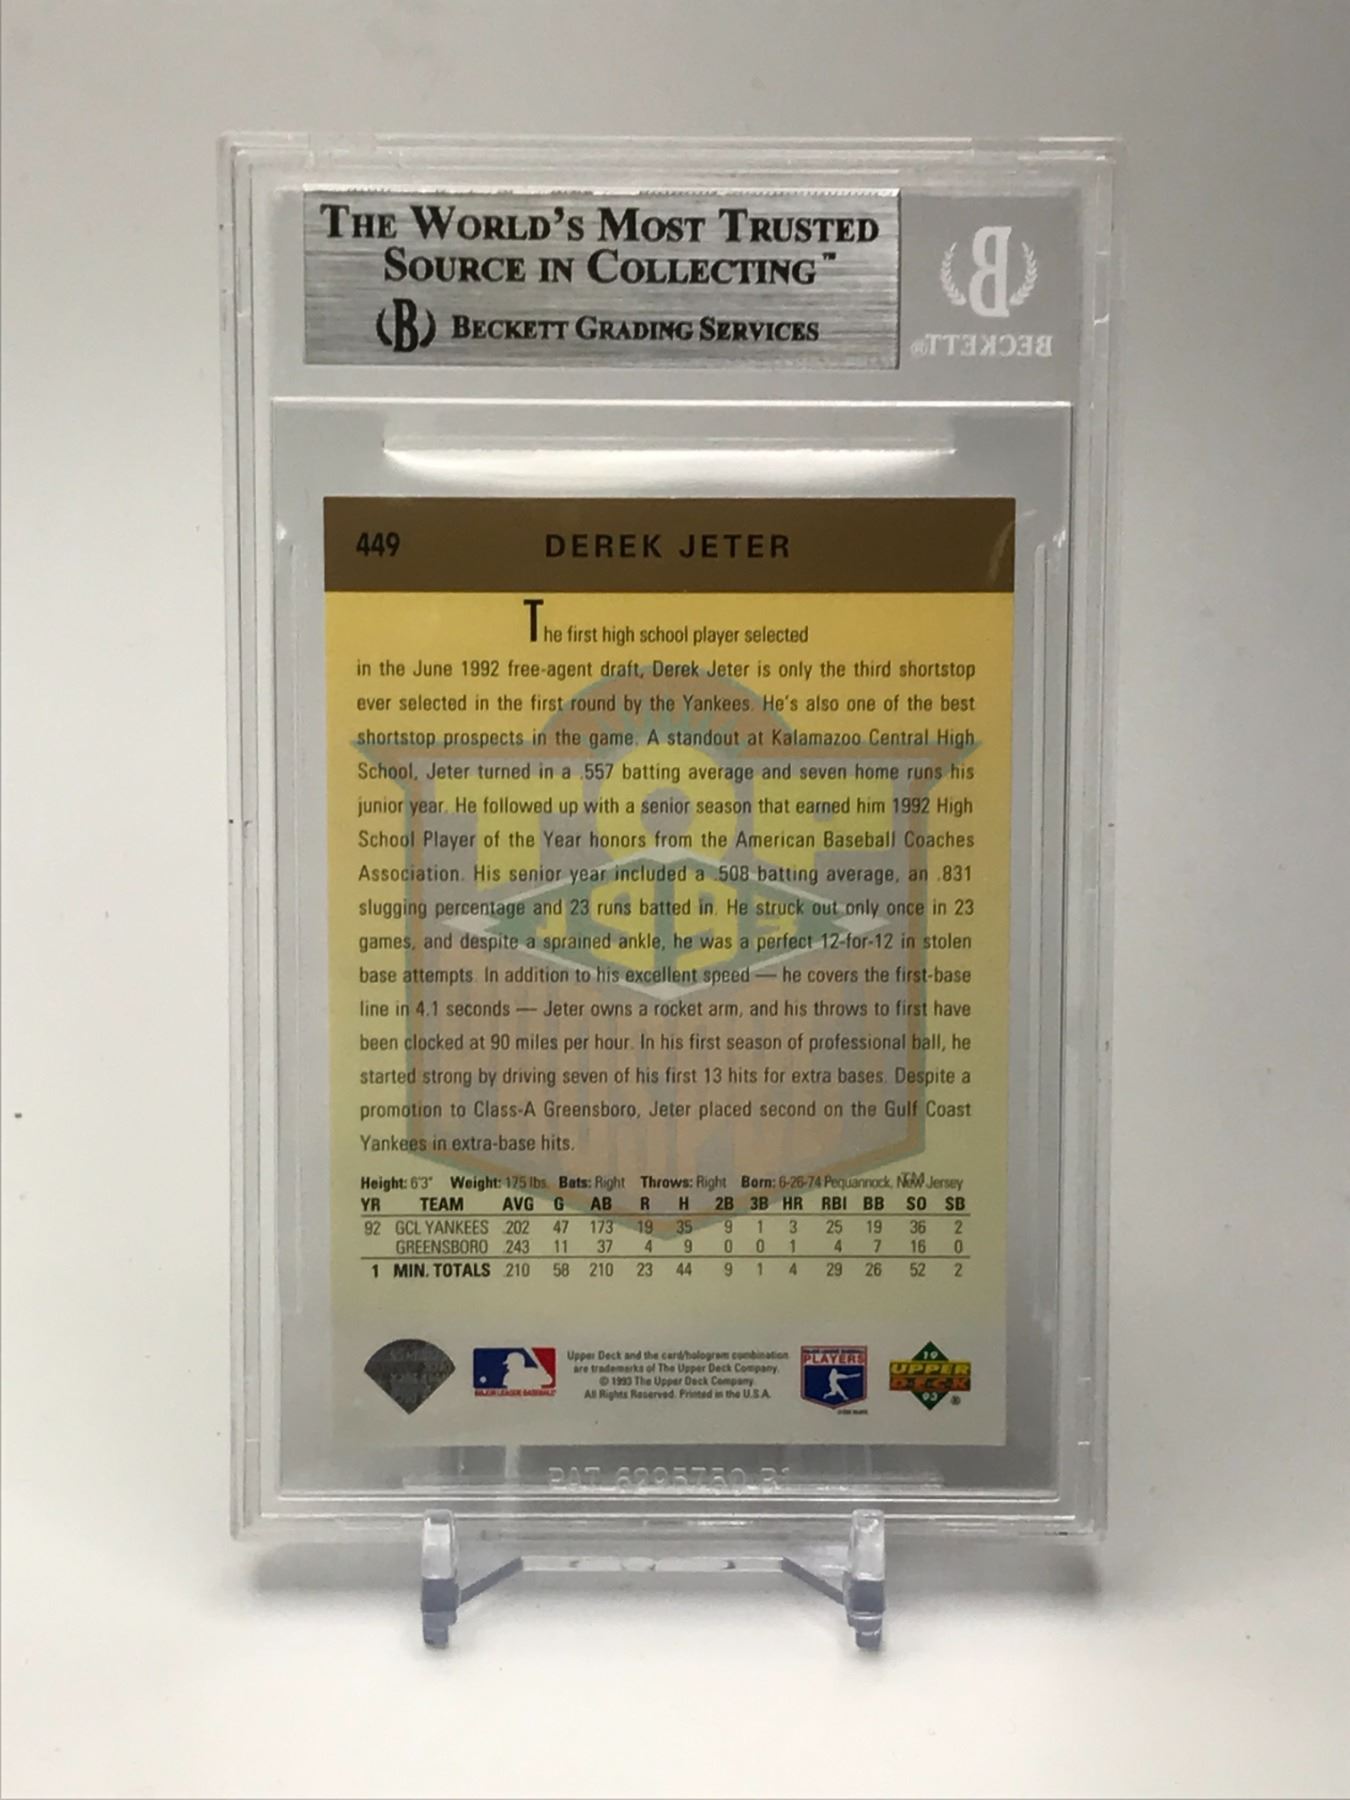 THE WORLD'S MOST TRUSTED
SOURCE IN COLLECTING™
(B) BECKETT GRADING SERVICES
B
BECKETT®
449 DEREK JETER
The first high school player selected
in the June 1992 free-agent draft, Derek Jeter is only the third shortstop
ever selected in the first round by the Yankees. He's also one of the best
shortstop prospects in the game. A standout at Kalamazoo Central High
School, Jeter turned in a .557 batting average and seven home runs his
junior year. He followed up with a senior season that earned him 1992 High
School Player of the Year honors from the American Baseball Coaches
Association. His senior year included a .508 batting average, an .831
slugging percentage and 23 runs batted in. He struck out only once in 23
games, and despite a sprained ankle, he was a perfect 12-for-12 in stolen
base attempts. In addition to his excellent speed — he covers the first-base
line in 4.1 seconds — Jeter owns a rocket arm, and his throws to first have
been clocked at 90 miles per hour. In his first season of professional ball, he
started strong by driving seven of his first 13 hits for extra bases. Despite a
promotion to Class-A Greensboro, Jeter placed second on the Gulf Coast
Yankees in extra-base hits.
TOP
1993
PROSPECT
TM
Height: 6'3" Weight: 175 lbs. Bats: Right Throws: Right Born: 6-26-74 Pequannock, New Jersey
YR TEAM AVG G AB R H 2B 3B HR RBI BB SO SB
92 GCL YANKEES .202 47 173 19 35 9 1 3 25 19 36 2
GREENSBORO .243 11 37 4 9 0 0 1 4 7 16 0
1 MIN. TOTALS .210 58 210 23 44 9 1 4 29 26 52 2
MAJOR LEAGUE BASEBALL
Upper Deck and the card/hologram combination
are trademarks of The Upper Deck Company.
© 1993 The Upper Deck Company.
All Rights Reserved. Printed in the U.S.A.
MAJOR LEAGUE BASEBALL
PLAYERS
19
UPPER
DECK
93
®
PAT. 6295750 B1